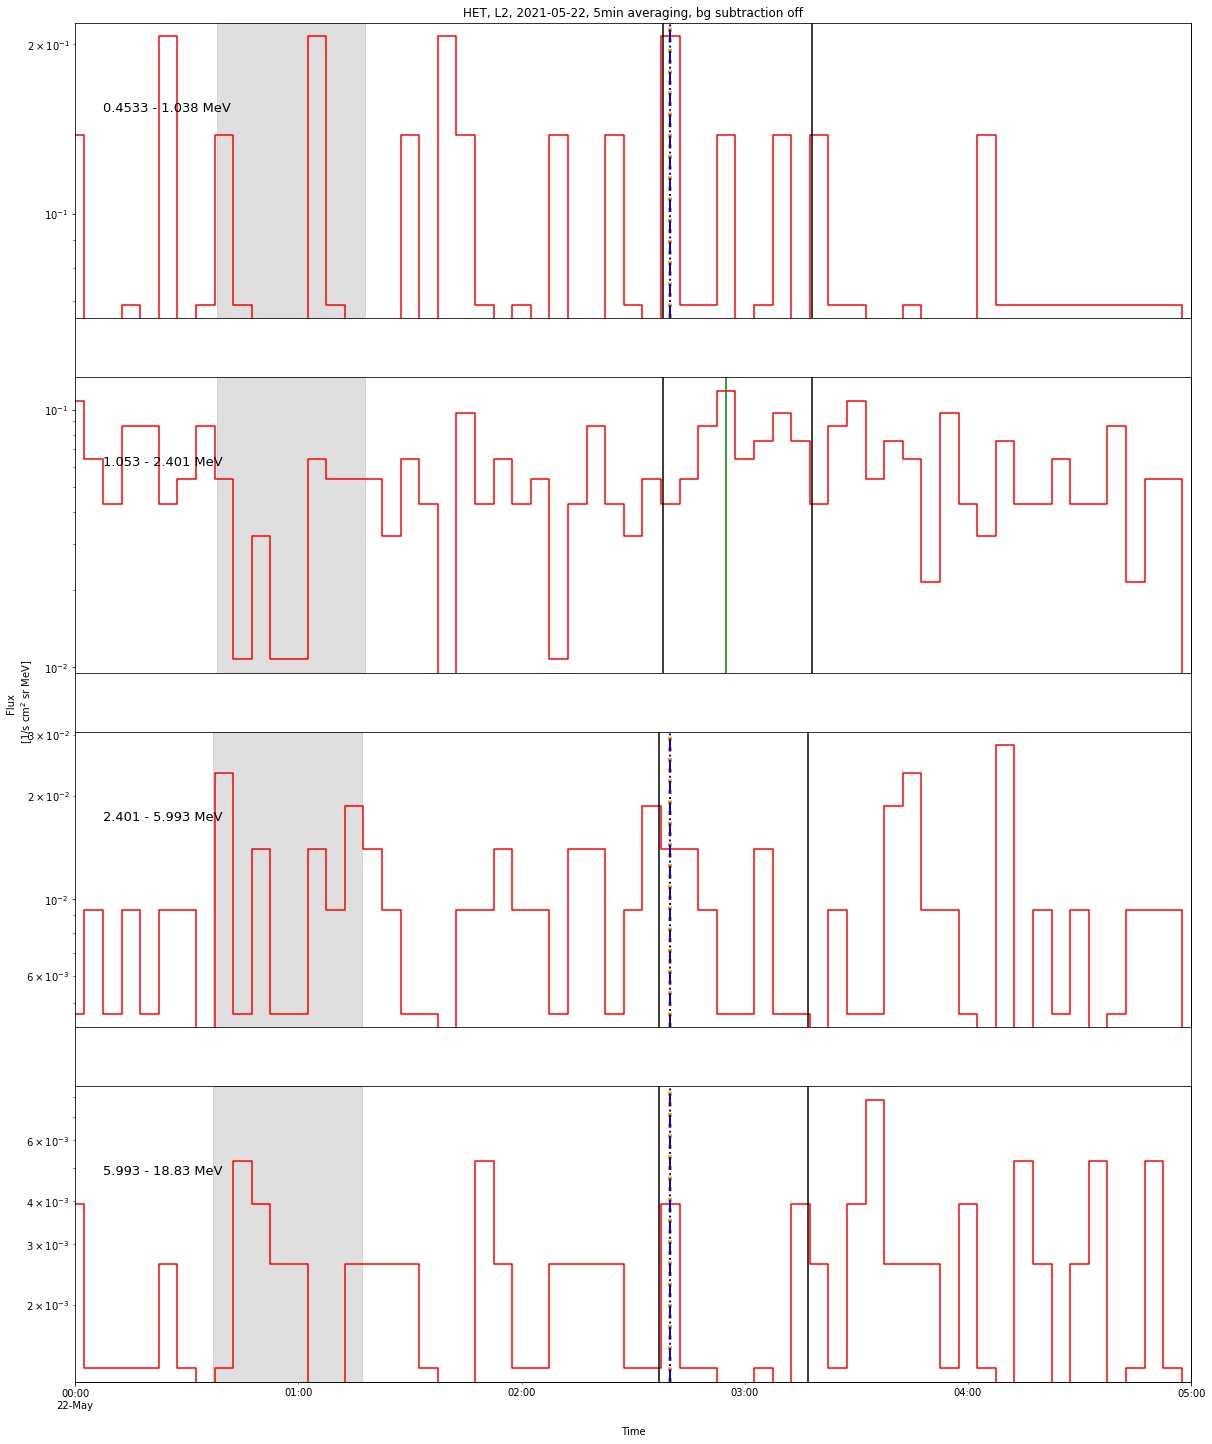 HET, L2, 2021-05-22, 5min averaging, bg subtraction off
2 × 10⁻¹
0.4533 - 1.038 MeV
10⁻¹
10⁻¹
1.053 - 2.401 MeV
10⁻²
Flux
[1/s cm² sr MeV]
3 × 10⁻²
2 × 10⁻²
2.401 - 5.993 MeV
10⁻²
6 × 10⁻³
6 × 10⁻³
5.993 - 18.83 MeV
4 × 10⁻³
3 × 10⁻³
2 × 10⁻³
00:00 01:00 02:00 03:00 04:00 05:00
22-May
Time